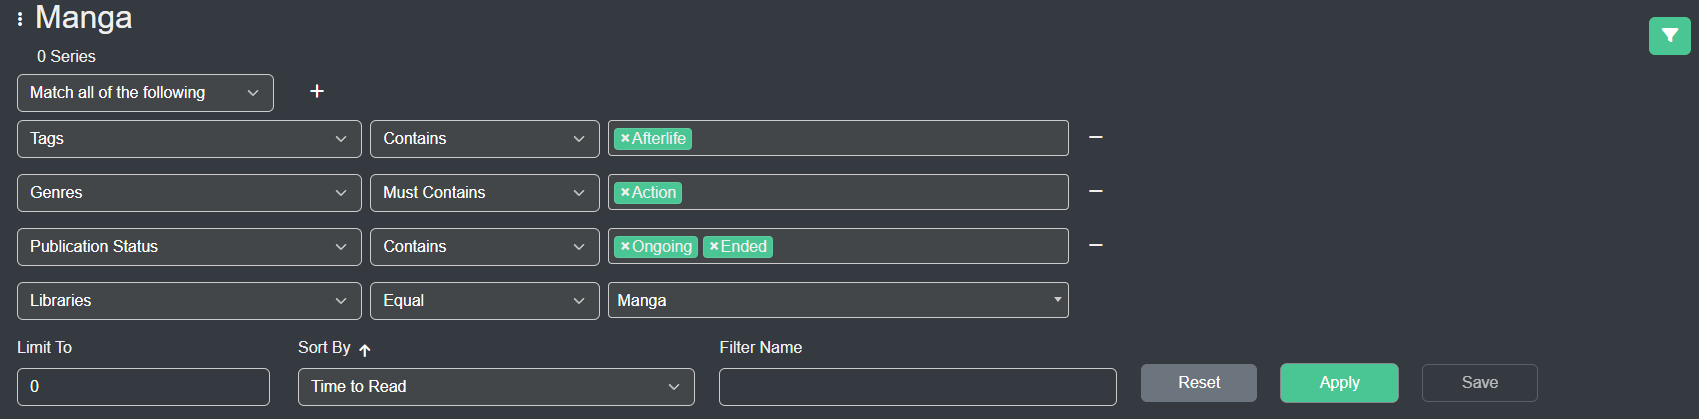 Manga
0 Series
Match all of the following
Tags Contains Afterlife
Genres Must Contains Action
Publication Status Contains Ongoing Ended
Libraries Equal Manga
Limit To Sort By Filter Name
0 Time to Read Reset Apply Save